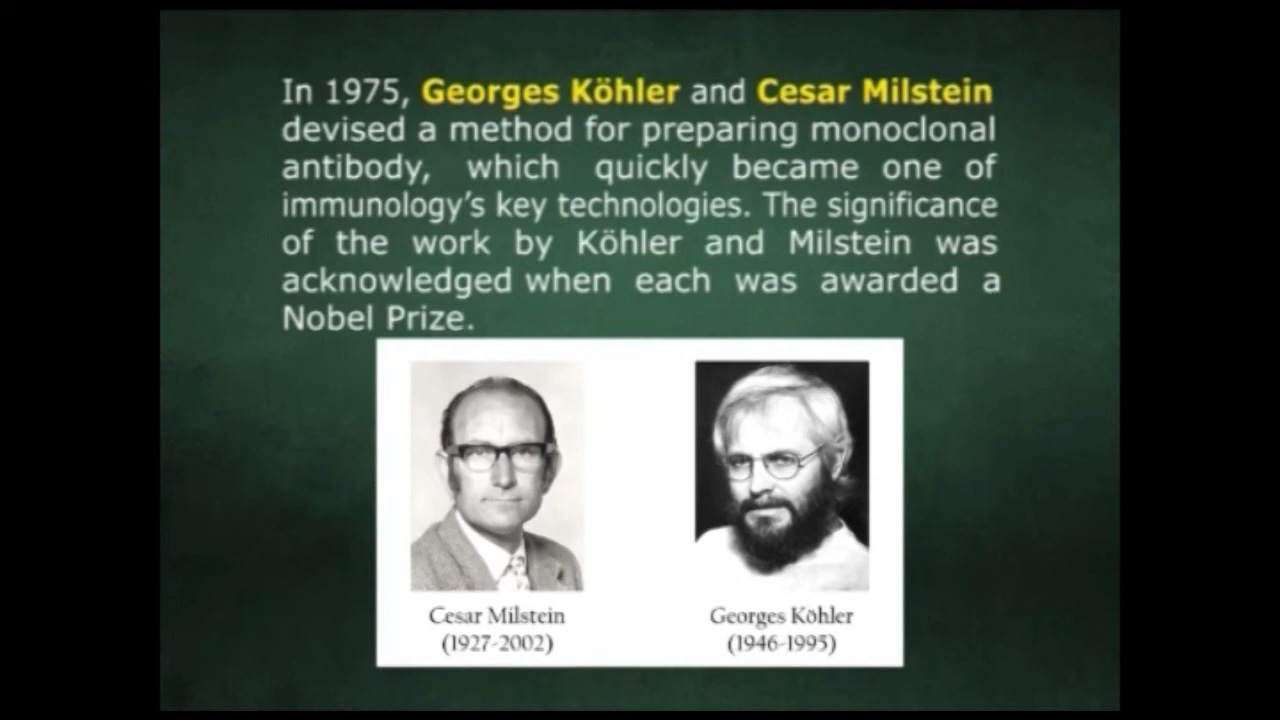 In 1975, Georges Köhler and Cesar Milstein
devised a method for preparing monoclonal
antibody, which quickly became one of
immunology's key technologies. The significance
of the work by Köhler and Milstein was
acknowledged when each was awarded a
Nobel Prize.
Cesar Milstein
(1927-2002)
Georges Köhler
(1946-1995)